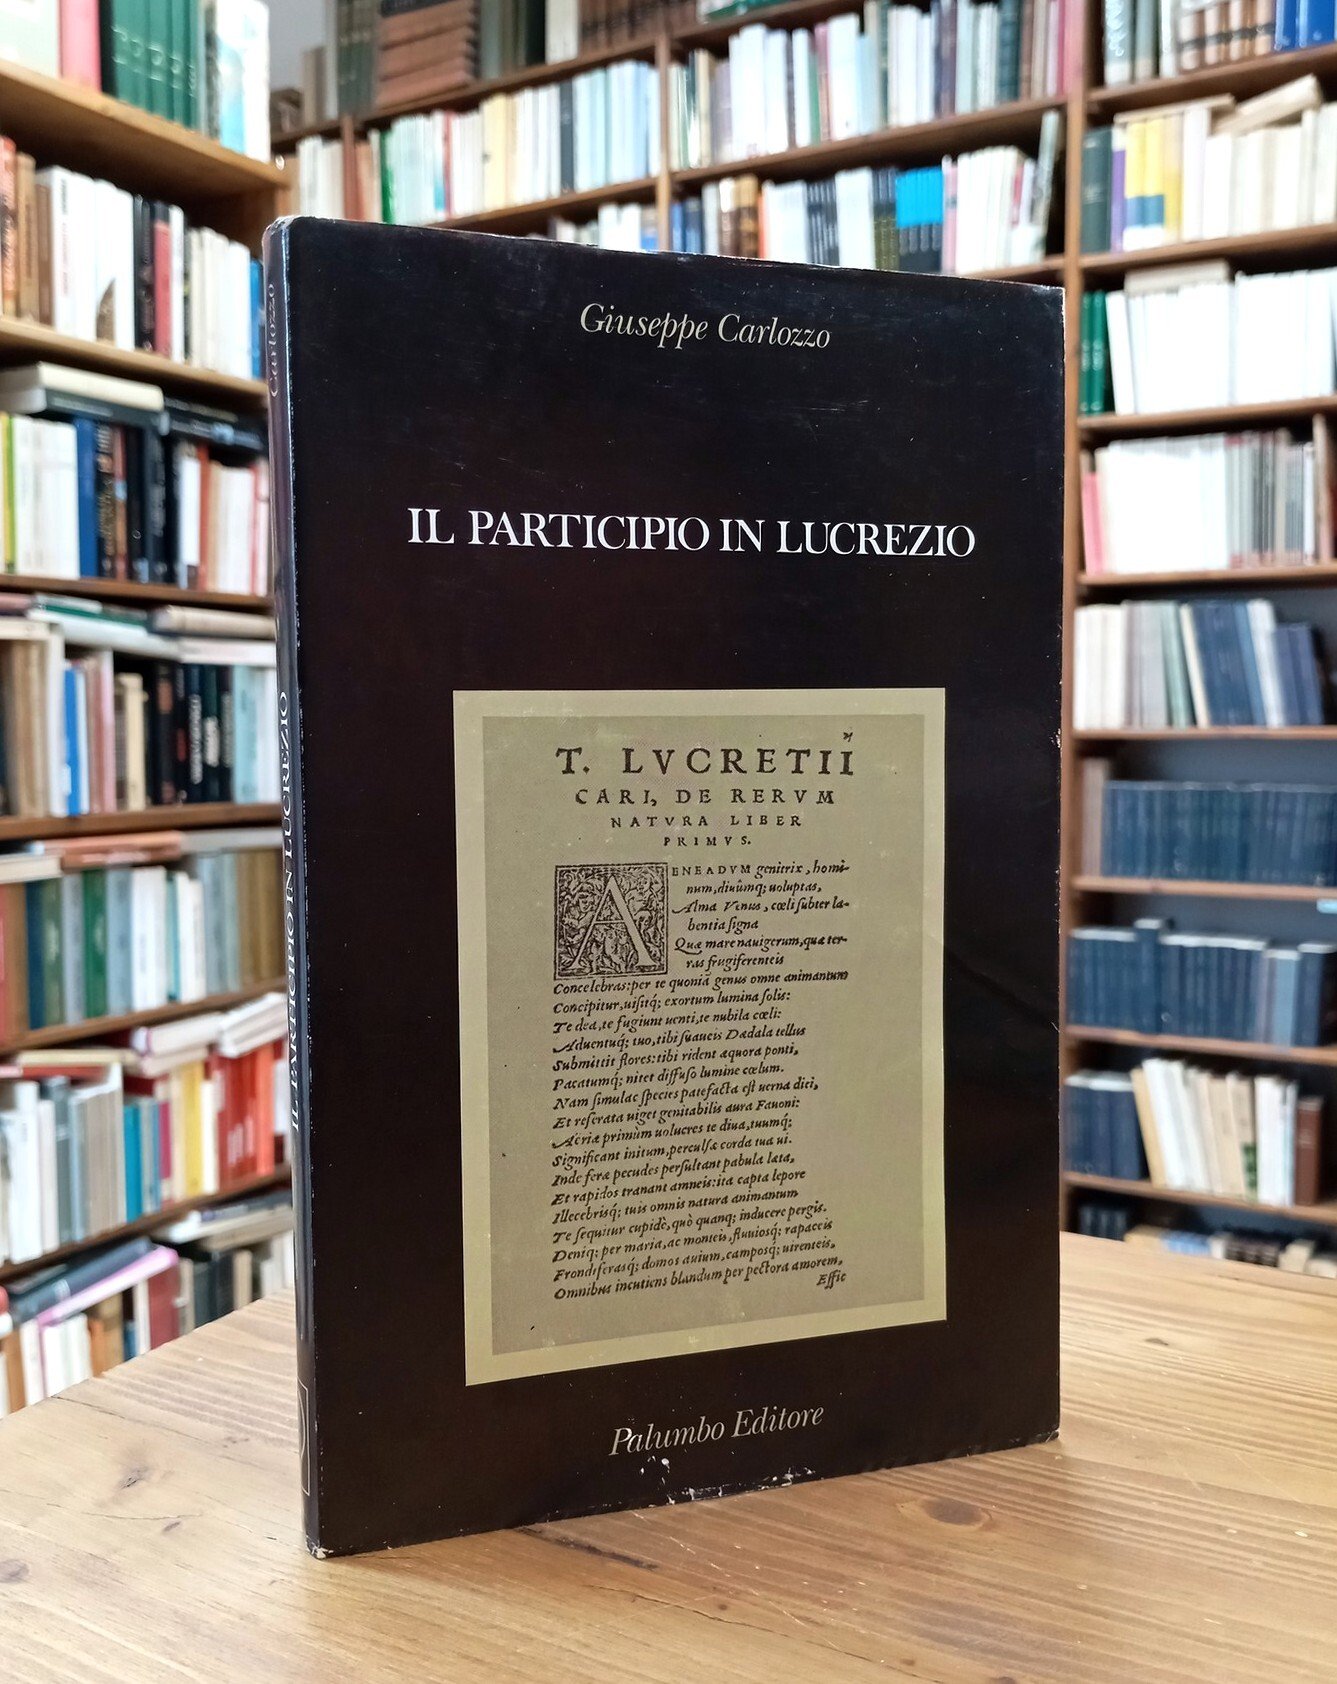 Giuseppe Carlozzo
IL PARTICIPIO IN LUCREZIO
T. LVCRETII
CARI, DE RERVM
NATVRA LIBER
PRIMVS.
AENEADVM genitrix, homi-
num, diuûmq; uoluptas,
Alma Venus, cœli subter la-
bentia signa
Quæ mare nauigerum, quæ ter-
ras frugiferenteis
Concelebras: per te quoniã genus omne animantum
Concipitur, uisitq; exortum lumina solis:
Te dea, te fugiunt uenti, te nubila cœli:
Aduentuq; tuo, tibi suaueis Dædala tellus
Submittit flores: tibi rident æquora ponti,
Pacatumq́; nitet diffuso lumine cœlum.
Nam simulac species patefacta est uerna diei,
Et reserata uiget genitabilis aura Fauoni:
Aëriæ primùm uolucres te diua, tuumq́;
Significant initum, perculsæ corda tua ui.
Inde feræ pecudes persultant pabula læta,
Et rapidos tranant amneis: ita capta lepore
Illecebrisq́; tuis omnis natura animantum
Te sequitur cupidè, quò quanq; inducere pergis.
Deniq; per maria, ac monteis, fluuiosq́; rapaceis
Frondiferasq́; domos auium, camposq́; uirenteis,
Omnibus incutiens blandum per pectora amorem,
Effic
Palumbo Editore
Carlozzo
IL PARTICIPIO IN LUCREZIO